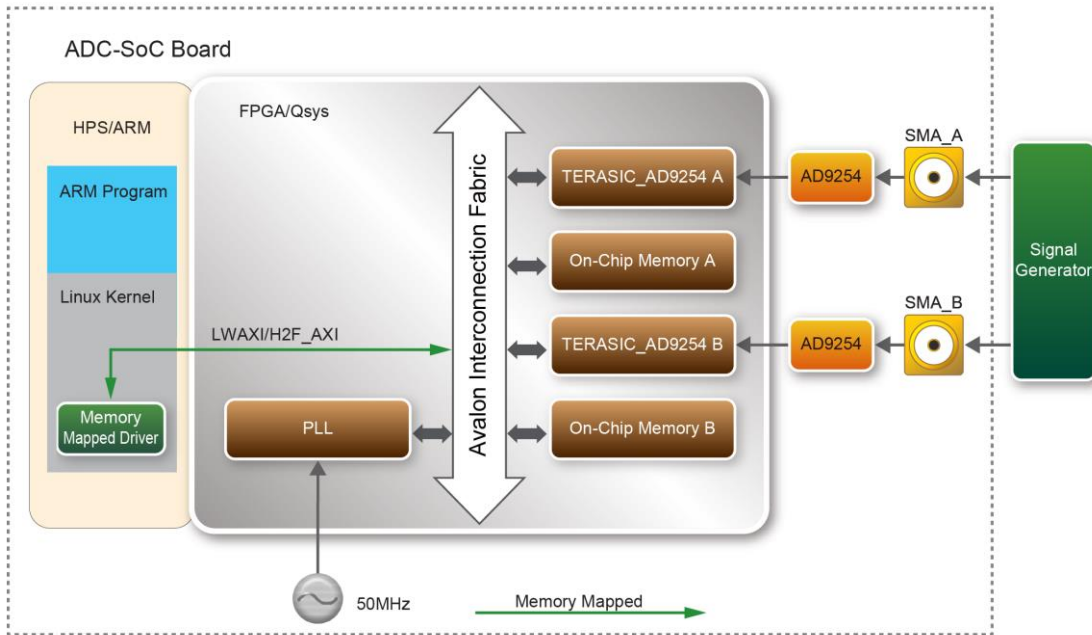 ADC-SoC Board
HPS/ARM
ARM Program
Linux Kernel
Memory
Mapped Driver
FPGA/Qsys
LWAXI/H2F_AXI
PLL
50MHz
Avalon Interconnection Fabric
TERASIC_AD9254 A
On-Chip Memory A
TERASIC_AD9254 B
On-Chip Memory B
AD9254
SMA_A
AD9254
SMA_B
Signal
Generator
Memory Mapped